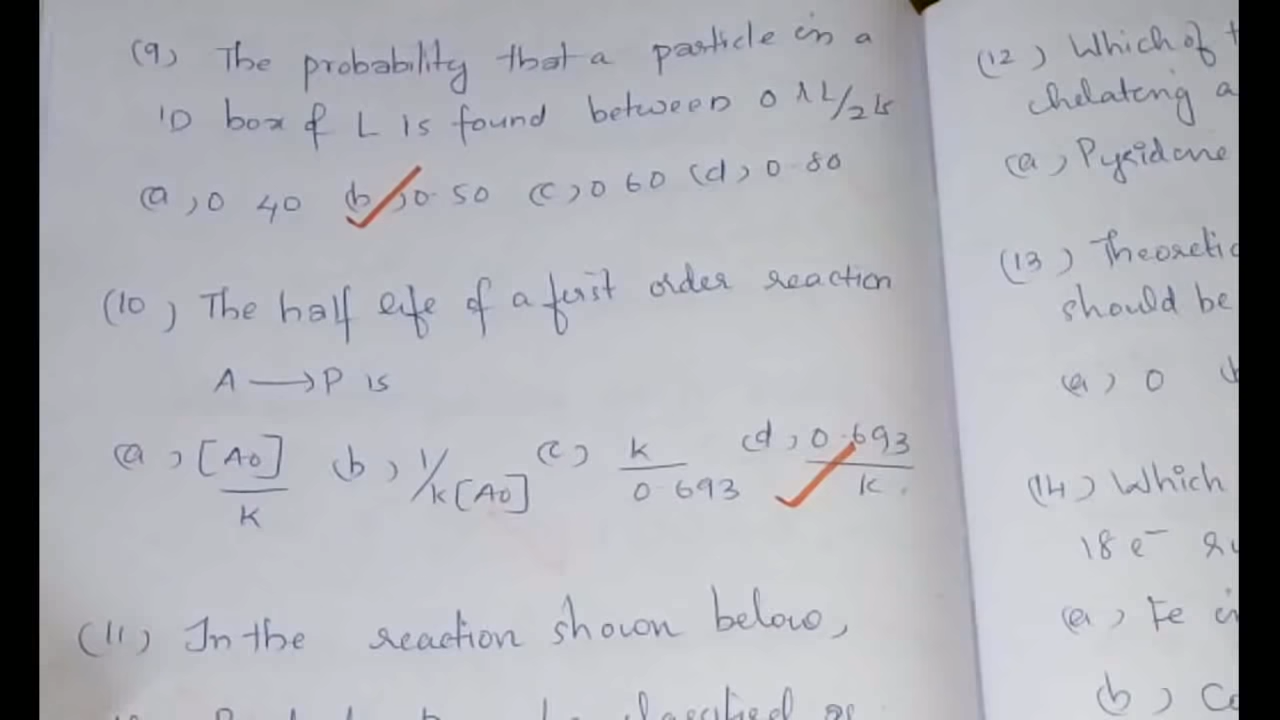 (9) The probability that a particle in a
1D box of L is found between 0 & L/2 is
(a) 0 40 (b) 0.50 (c) 0 60 (d) 0.80
(10) The half life of a first order reaction
A ⟶ P is
(a) [A0]/K (b) 1/K[A0] (c) K/0.693 (d) 0.693/K.
(11) In the reaction shown below,
(12) Which of
chelating a
(a) Pyridine
(13) Theoretic
should be
(a) 0
(14) Which
18 e⁻
(a) Fe in
(b) Co